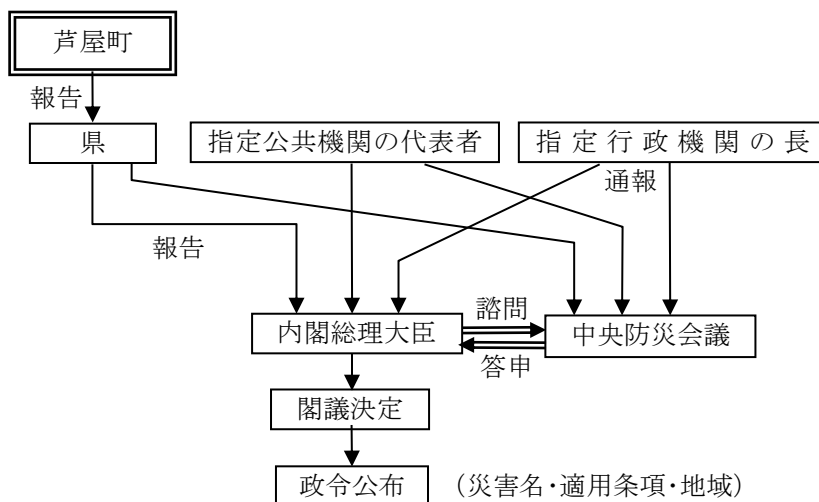 芦屋町
報告
県
指定公共機関の代表者
指定行政機関の長
通報
報告
諮問
内閣総理大臣
中央防災会議
答申
閣議決定
政令公布
(災害名・適用条項・地域)